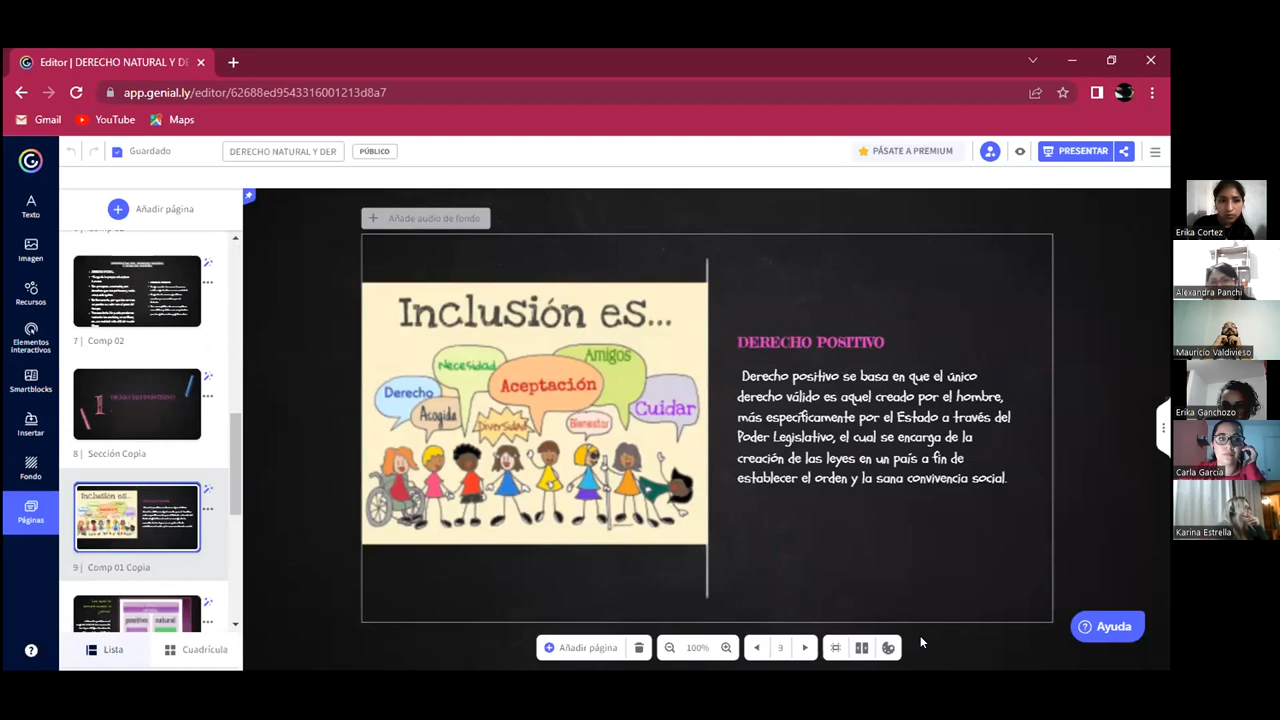 Editor | DERECHO NATURAL Y DE
app.genial.ly/editor/62688ed9543316001213d8a7
Gmail
YouTube
Maps
Guardado
DERECHO NATURAL Y DER
PÚBLICO
PÁSATE A PREMIUM
PRESENTAR
Texto
Imagen
Recursos
Elementos
Interactivos
Smartblocks
Insertar
Fondo
Páginas
Añadir página
7 | Comp 02
1
8 | Sección Copia
Inclusión es...
9 | Comp 01 Copia
positivo
natural
Lista
Cuadrícula
Añade audio de fondo
Inclusión es...
Necesidad
Amigos
Derecho
Acogida
Aceptación
Diversidad
Bienestar
Cuidar
DERECHO POSITIVO
Derecho positivo se basa en que el único
derecho válido es aquel creado por el hombre,
más específicamente por el Estado a través del
Poder Legislativo, el cual se encarga de la
creación de las leyes en un país a fin de
establecer el orden y la sana convivencia social.
Añadir página
100%
Ayuda
Erika Cortez
Alexandra Panchi
Mauricio Valdivieso
Erika Ganchozo
Carla García
Karina Estrella